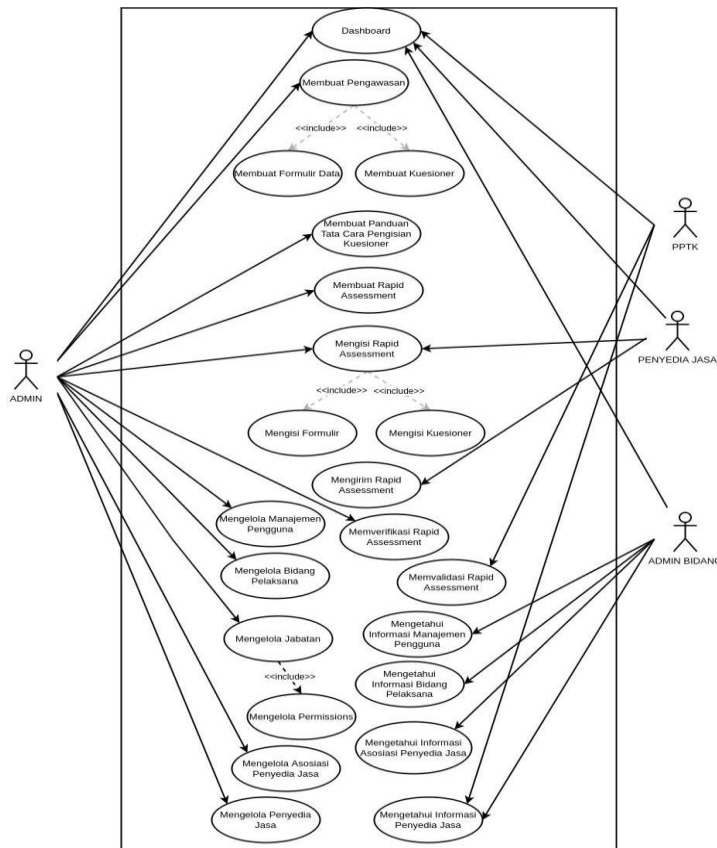 Dashboard
Membuat Pengawasan
<<include>>
<<include>>
Membuat Formulir Data
Membuat Kuesioner
Membuat Panduan
Tata Cara Pengisian
Kuesioner
PPTK
Membuat Rapid
Assessment
Mengisi Rapid
Assessment
PENYEDIA JASA
ADMIN
<<include>>
<<include>>
Mengisi Formulir
Mengisi Kuesioner
Mengirim Rapid
Assessment
Mengelola Manajemen
Pengguna
Memverifikasi Rapid
Assessment
ADMIN BIDANG
Mengelola Bidang
Pelaksana
Memvalidasi Rapid
Assessment
Mengelola Jabatan
Mengetahui
Informasi Manajemen
Pengguna
<<include>>
Mengetahui
Informasi Bidang
Pelaksana
Mengelola Permissions
Mengetahui Informasi
Asosiasi Penyedia Jasa
Mengelola Asosiasi
Penyedia Jasa
Mengelola Penyedia
Jasa
Mengetahui Informasi
Penyedia Jasa